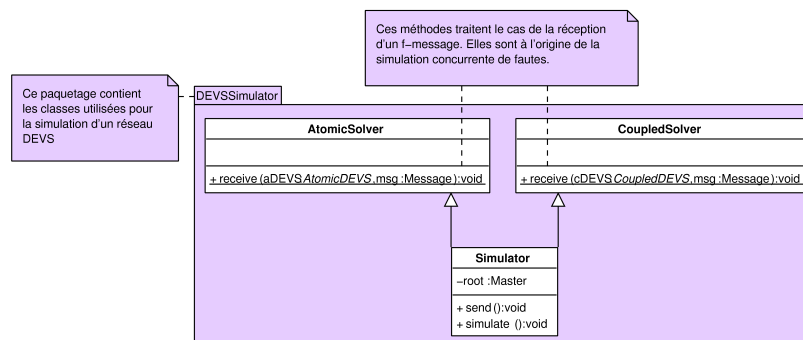 Ces méthodes traitent le cas de la réception
d'un f−message. Elles sont à l'origine de la
simulation concurrente de fautes.
Ce paquetage contient
les classes utilisées pour
la simulation d'un réseau
DEVS
DEVSSimulator
AtomicSolver
+ receive (aDEVS:AtomicDEVS,msg :Message):void
CoupledSolver
+ receive (cDEVS:CoupledDEVS,msg :Message):void
Simulator
−root :Master
+ send():void
+ simulate ():void